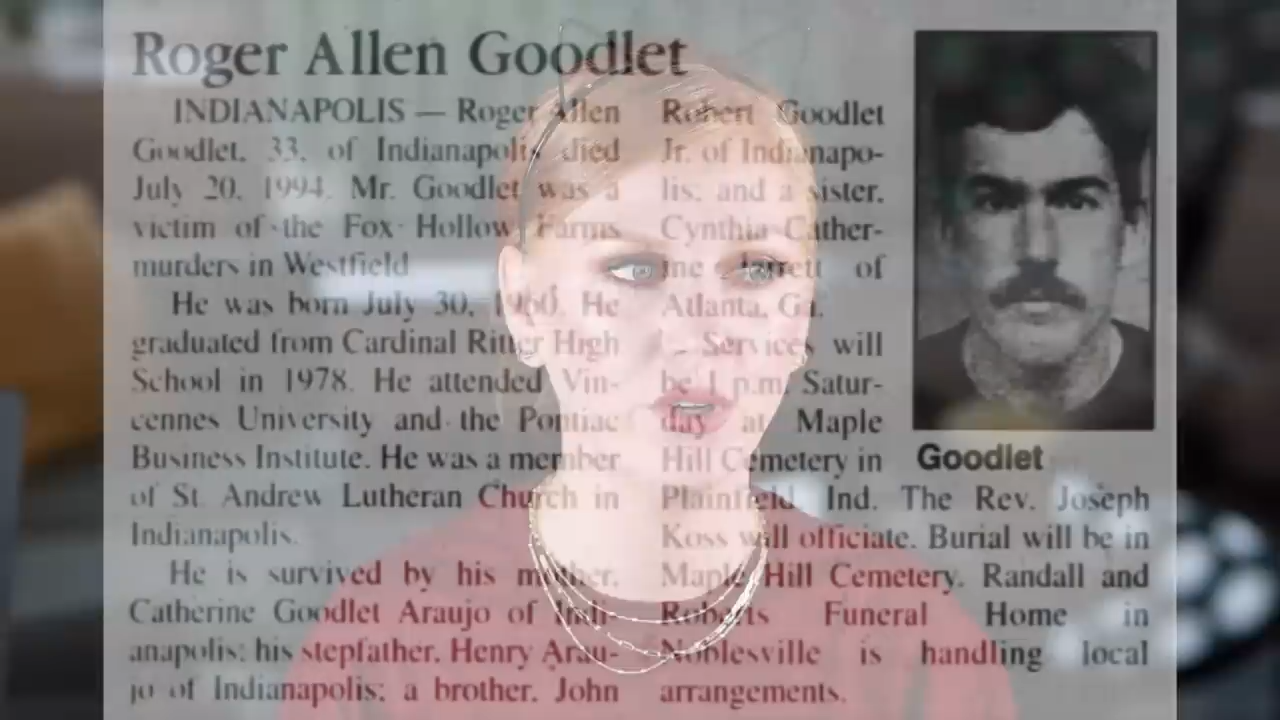 Roger Allen Goodlet
INDIANAPOLIS — Roger Allen
Goodlet, 33, of Indianapolis died
July 20, 1994. Mr. Goodlet was a
victim of the Fox Hollow Farms
murders in Westfield
He was born July 30, 1960. He
graduated from Cardinal Ritter High
School in 1978. He attended Vin-
cennes University and the Pontiac
Business Institute. He was a member
of St. Andrew Lutheran Church in
Indianapolis.
He is survived by his mother,
Catherine Goodlet Araujo of Indi-
anapolis; his stepfather, Henry Arau-
jo of Indianapolis; a brother, John
Robert Goodlet
Jr. of Indianapo-
lis; and a sister,
Cynthia Cather-
ine Jarrett of
Atlanta, Ga.
Services will
be 1 p.m. Satur-
day at Maple
Hill Cemetery in
Plainfield, Ind. The Rev. Joseph
Koss will officiate. Burial will be in
Maple Hill Cemetery. Randall and
Roberts Funeral Home in
Noblesville is handling local
arrangements.
Goodlet